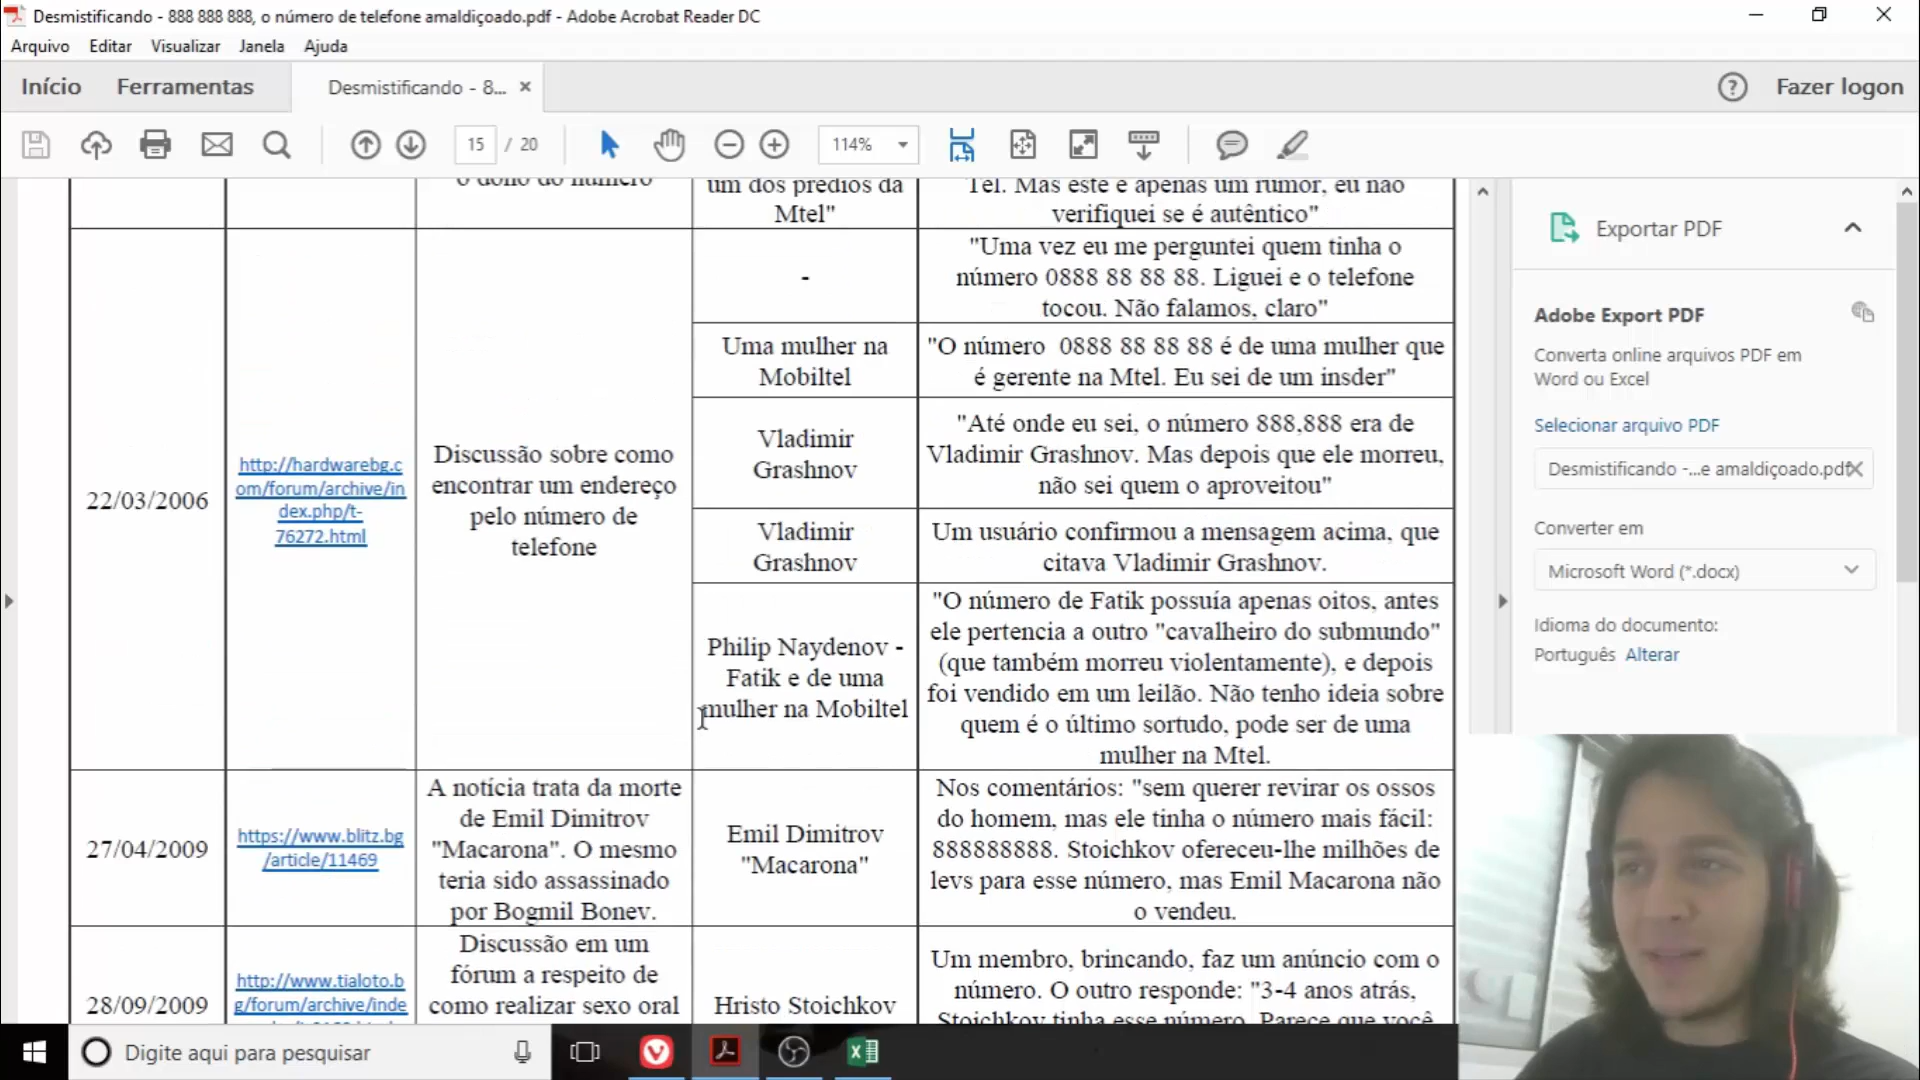 Desmistificando - 888 888 888, o número de telefone amaldiçoado.pdf - Adobe Acrobat Reader DC
Arquivo Editar Visualizar Janela Ajuda
Início Ferramentas Desmistificando - 8... × ? Fazer logon
15 / 20 114%
o dono do número
um dos prédios da
Mtel"
Tel. Mas este é apenas um rumor, eu não
verifiquei se é autêntico"
22/03/2006
http://hardwarebg.c
om/forum/archive/in
dex.php/t-
76272.html
Discussão sobre como
encontrar um endereço
pelo número de
telefone
-
"Uma vez eu me perguntei quem tinha o
número 0888 88 88 88. Liguei e o telefone
tocou. Não falamos, claro"
Uma mulher na
Mobiltel
"O número 0888 88 88 88 é de uma mulher que
é gerente na Mtel. Eu sei de um insder"
Vladimir
Grashnov
"Até onde eu sei, o número 888,888 era de
Vladimir Grashnov. Mas depois que ele morreu,
não sei quem o aproveitou"
Vladimir
Grashnov
Um usuário confirmou a mensagem acima, que
citava Vladimir Grashnov.
Philip Naydenov -
Fatik e de uma
mulher na Mobiltel
"O número de Fatik possuía apenas oitos, antes
ele pertencia a outro "cavalheiro do submundo"
(que também morreu violentamente), e depois
foi vendido em um leilão. Não tenho ideia sobre
quem é o último sortudo, pode ser de uma
mulher na Mtel.
27/04/2009
https://www.blitz.bg
/article/11469
A notícia trata da morte
de Emil Dimitrov
"Macarona". O mesmo
teria sido assassinado
por Bogmil Bonev.
Emil Dimitrov
"Macarona"
Nos comentários: "sem querer revirar os ossos
do homem, mas ele tinha o número mais fácil:
888888888. Stoichkov ofereceu-lhe milhões de
levs para esse número, mas Emil Macarona não
o vendeu.
28/09/2009
http://www.tialoto.b
g/forum/archive/inde
Discussão em um
fórum a respeito de
como realizar sexo oral
Hristo Stoichkov
Um membro, brincando, faz um anúncio com o
número. O outro responde: "3-4 anos atrás,
Stoichkov tinha esse número. Parece que você
Exportar PDF
Adobe Export PDF
Converta online arquivos PDF em
Word ou Excel
Selecionar arquivo PDF
Desmistificando -...e amaldiçoado.pdf
Converter em
Microsoft Word (*.docx)
Idioma do documento:
Português Alterar
Digite aqui para pesquisar